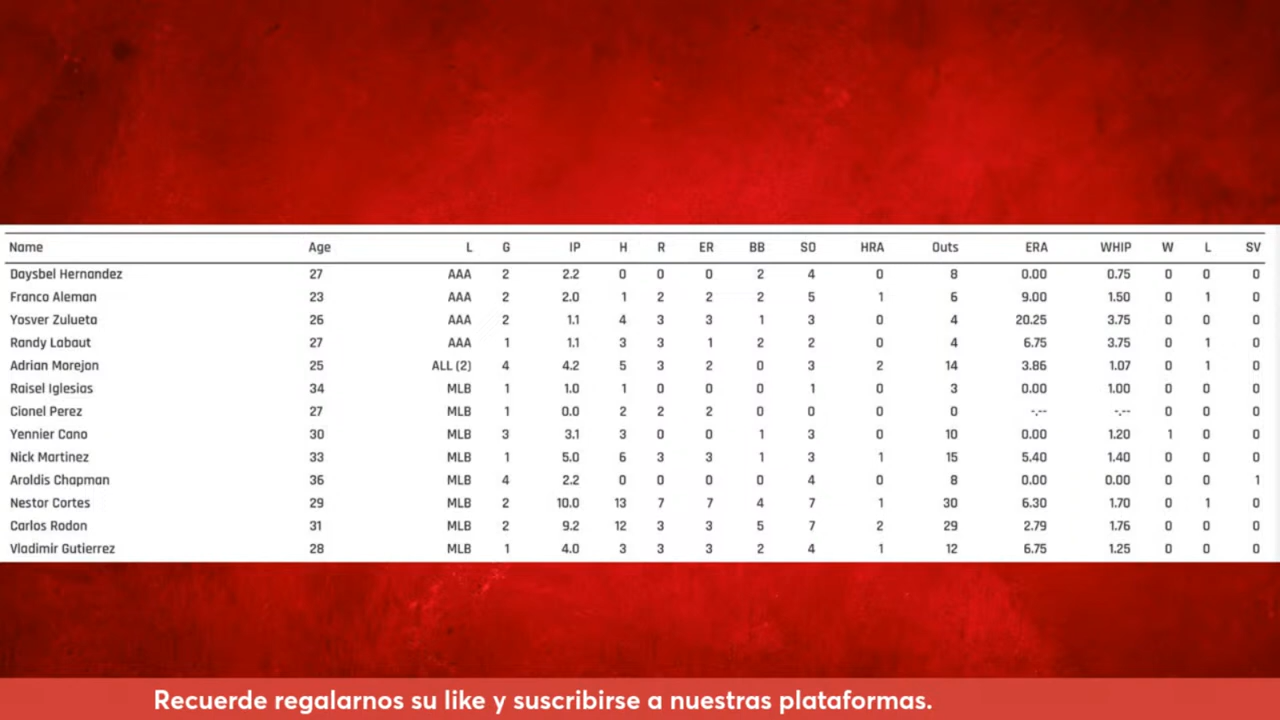 Name Age L G IP H R ER BB SO HRA Outs ERA WHIP W L SV
Daysbel Hernandez 27 AAA 2 2.2 0 0 0 2 4 0 8 0.00 0.75 0 0 0
Franco Aleman 23 AAA 2 2.0 1 2 2 2 5 1 6 9.00 1.50 0 1 0
Yosver Zulueta 26 AAA 2 1.1 4 3 3 1 3 0 4 20.25 3.75 0 0 0
Randy Labaut 27 AAA 1 1.1 3 3 1 2 2 0 4 6.75 3.75 0 1 0
Adrian Morejon 25 ALL (2) 4 4.2 5 3 2 0 3 2 14 3.86 1.07 0 1 0
Raisel Iglesias 34 MLB 1 1.0 1 0 0 0 1 0 3 0.00 1.00 0 0 0
Cionel Perez 27 MLB 1 0.0 2 2 2 0 0 0 0 -.-- -.-- 0 0 0
Yennier Cano 30 MLB 3 3.1 3 0 0 1 3 0 10 0.00 1.20 1 0 0
Nick Martinez 33 MLB 1 5.0 6 3 3 1 3 1 15 5.40 1.40 0 0 0
Aroldis Chapman 36 MLB 4 2.2 0 0 0 0 4 0 8 0.00 0.00 0 0 1
Nestor Cortes 29 MLB 2 10.0 13 7 7 4 7 1 30 6.30 1.70 0 1 0
Carlos Rodon 31 MLB 2 9.2 12 3 3 5 7 2 29 2.79 1.76 0 0 0
Vladimir Gutierrez 28 MLB 1 4.0 3 3 3 2 4 1 12 6.75 1.25 0 0 0
Recuerde regalarnos su like y suscribirse a nuestras plataformas.